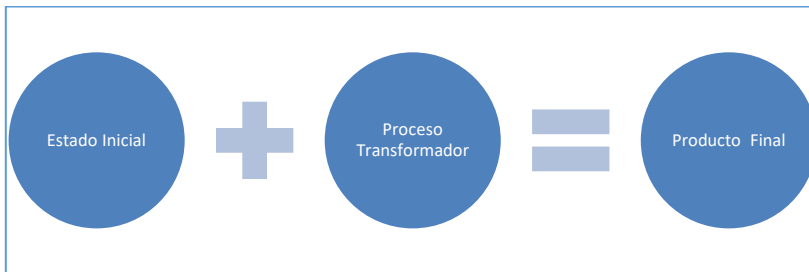 Estado Inicial
Proceso
Transformador
Producto Final